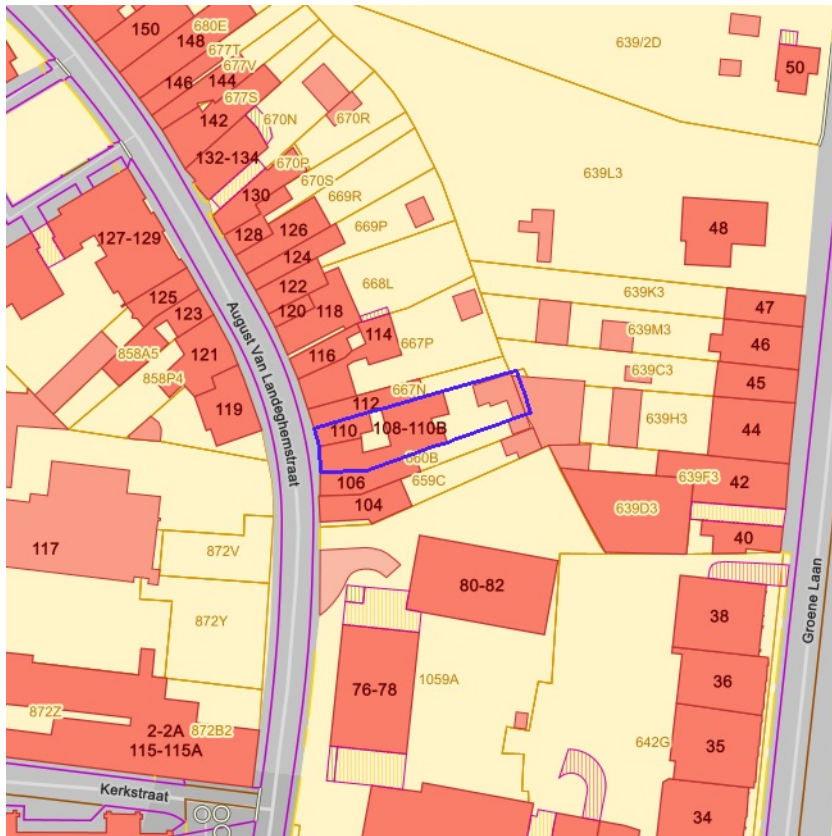 150
148
680E
677T
677V
146
144
677S
142
670N
670R
132-134
670P
670S
130
669R
128
126
669P
124
122
668L
120
118
114
667P
116
667N
112
110
108-110B
660B
659C
106
104
127-129
125
123
858A5
121
858P4
119
August Van Landeghemstraat
639/2D
50
639L3
48
639K3
47
639M3
46
639C3
45
639H3
44
639F3
42
639D3
40
117
872V
872Y
80-82
38
Groene Laan
76-78
1059A
36
872Z
2-2A
872B2
115-115A
642G
35
Kerkstraat
34